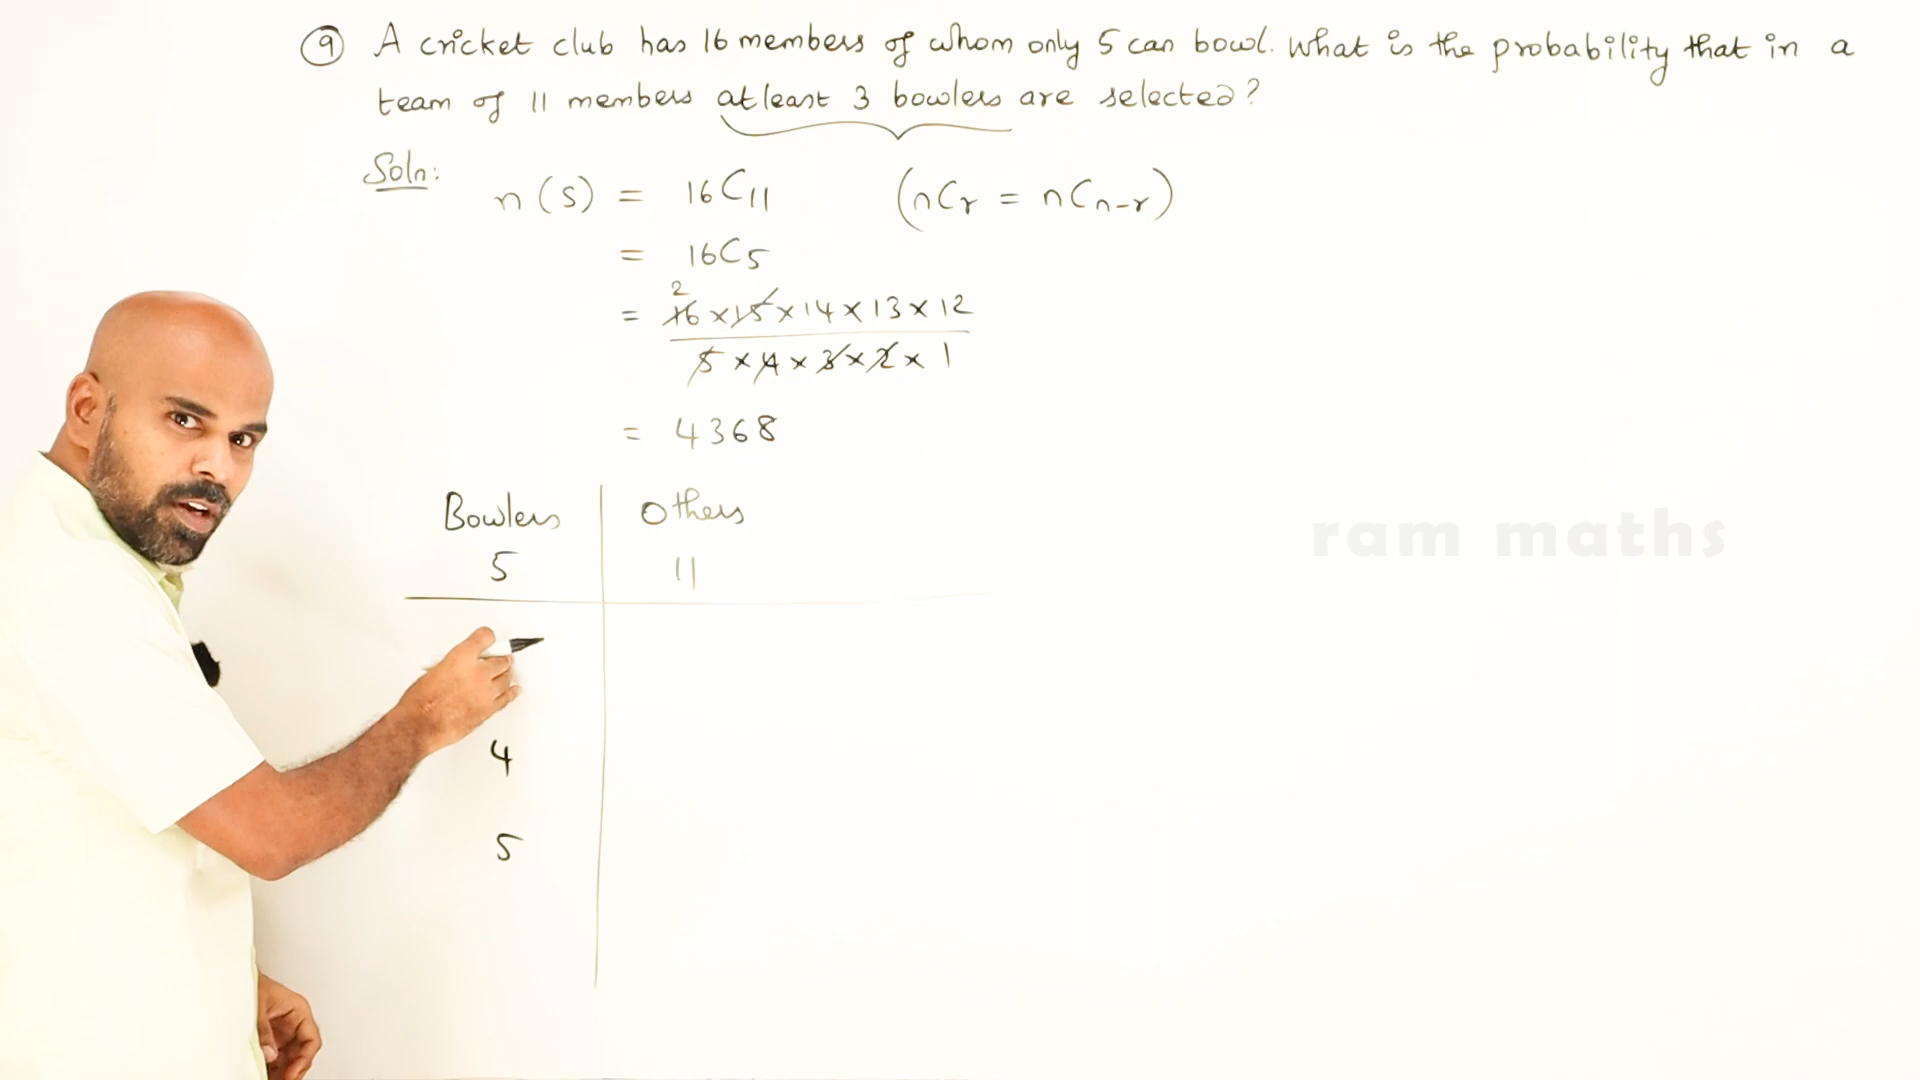 9 A cricket club has 16 members of whom only 5 can bowl. What is the probability that in a
team of 11 members atleast 3 bowlers are selected?
Soln:
n(s) = 16C11 (nCr = nCn-r)
= 16C5
2
= 16 × 15 × 14 × 13 × 12
5 × 4 × 3 × 2 × 1
= 4368
Bowlers Others
5 11
4
5
ram maths